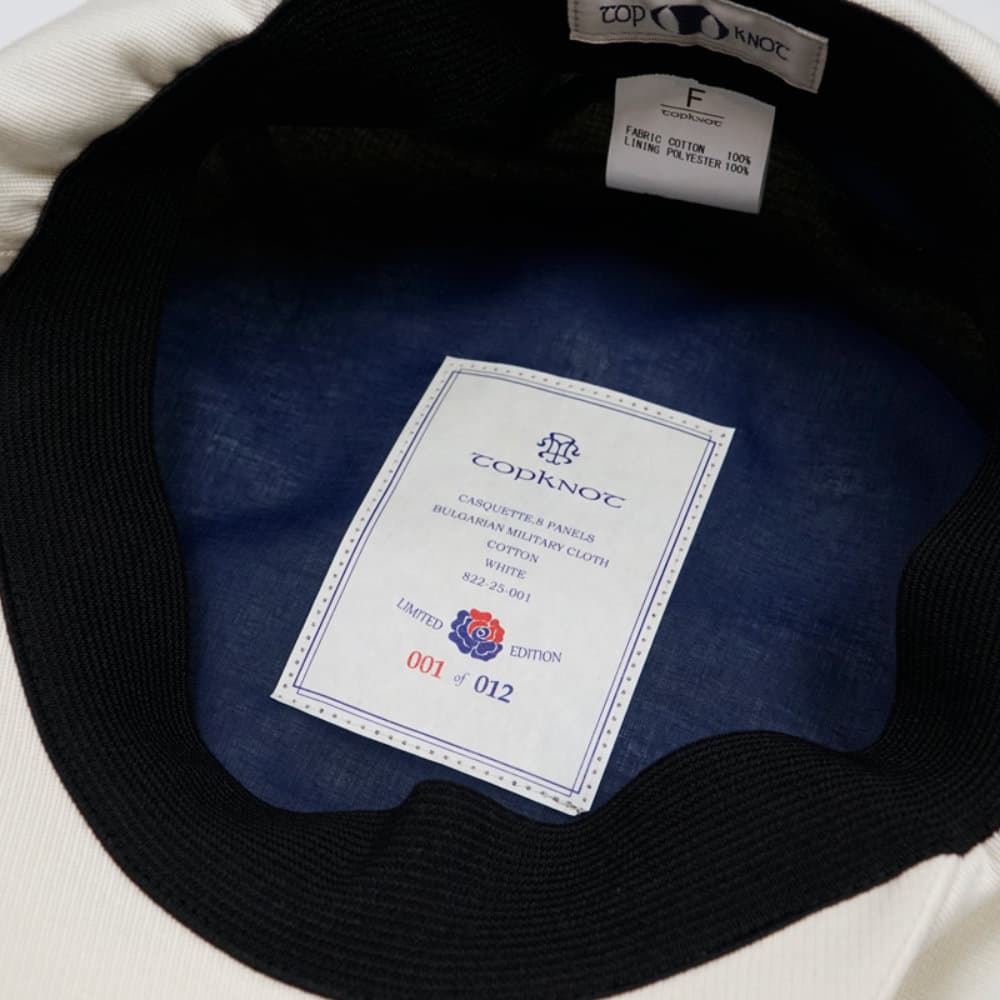 TOP KNOT
F
TOPKNOT
FABRIC COTTON 100%
LINING POLYESTER 100%
TOPKNOT
CASQUETTE,8 PANELS
BULGARIAN MILITARY CLOTH
COTTON
WHITE
822-25-001
LIMITED EDITION
001 of 012